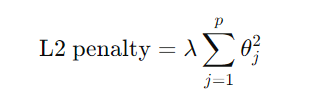 L2 penalty = λ ∑_{j=1}^{p} θ_j^2